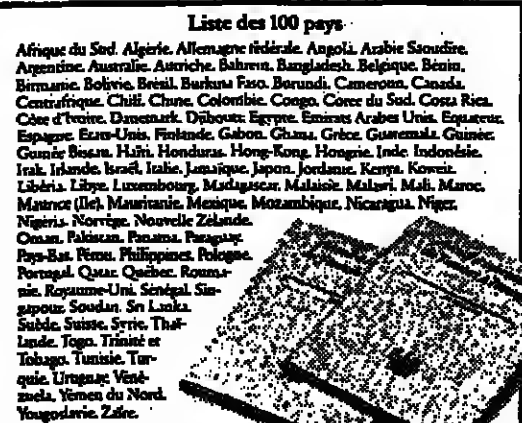 Liste des 100 pays
Afrique du Sud. Algérie. Allemagne fédérale. Angola. Arabie Saoudite.
Argentine. Australie. Autriche. Bahrein. Bangladesh. Belgique. Bénin.
Birmanie. Bolivie. Brésil. Burkina Faso. Burundi. Cameroun. Canada.
Centrafrique. Chili. Chine. Colombie. Congo. Corée du Sud. Costa Rica.
Côte d'Ivoire. Danemark. Djibouti. Egypte. Emirats Arabes Unis. Equateur.
Espagne. Etats-Unis. Finlande. Gabon. Ghana. Grèce. Guatemala. Guinée.
Guinée Bissau. Haïti. Honduras. Hong-Kong. Hongrie. Inde. Indonésie.
Irak. Irlande. Israël. Italie. Jamaïque. Japon. Jordanie. Kenya. Koweit.
Libéria. Libye. Luxembourg. Madagascar. Malaisie. Malawi. Mali. Maroc.
Maurice (Ile). Mauritanie. Mexique. Mozambique. Nicaragua. Niger.
Nigéria. Norvège. Nouvelle Zélande.
Oman. Pakistan. Panama. Paraguay.
Pays-Bas. Pérou. Philippines. Pologne.
Portugal. Qatar. Québec. Rouma-
nie. Royaume-Uni. Sénégal. Sin-
gapour. Soudan. Sri Lanka.
Suède. Suisse. Syrie. Thaï-
lande. Togo. Trinité et
Tobago. Tunisie. Tur-
quie. Uruguay. Véné-
zuela. Yémen du Nord.
Yougoslavie. Zaïre.